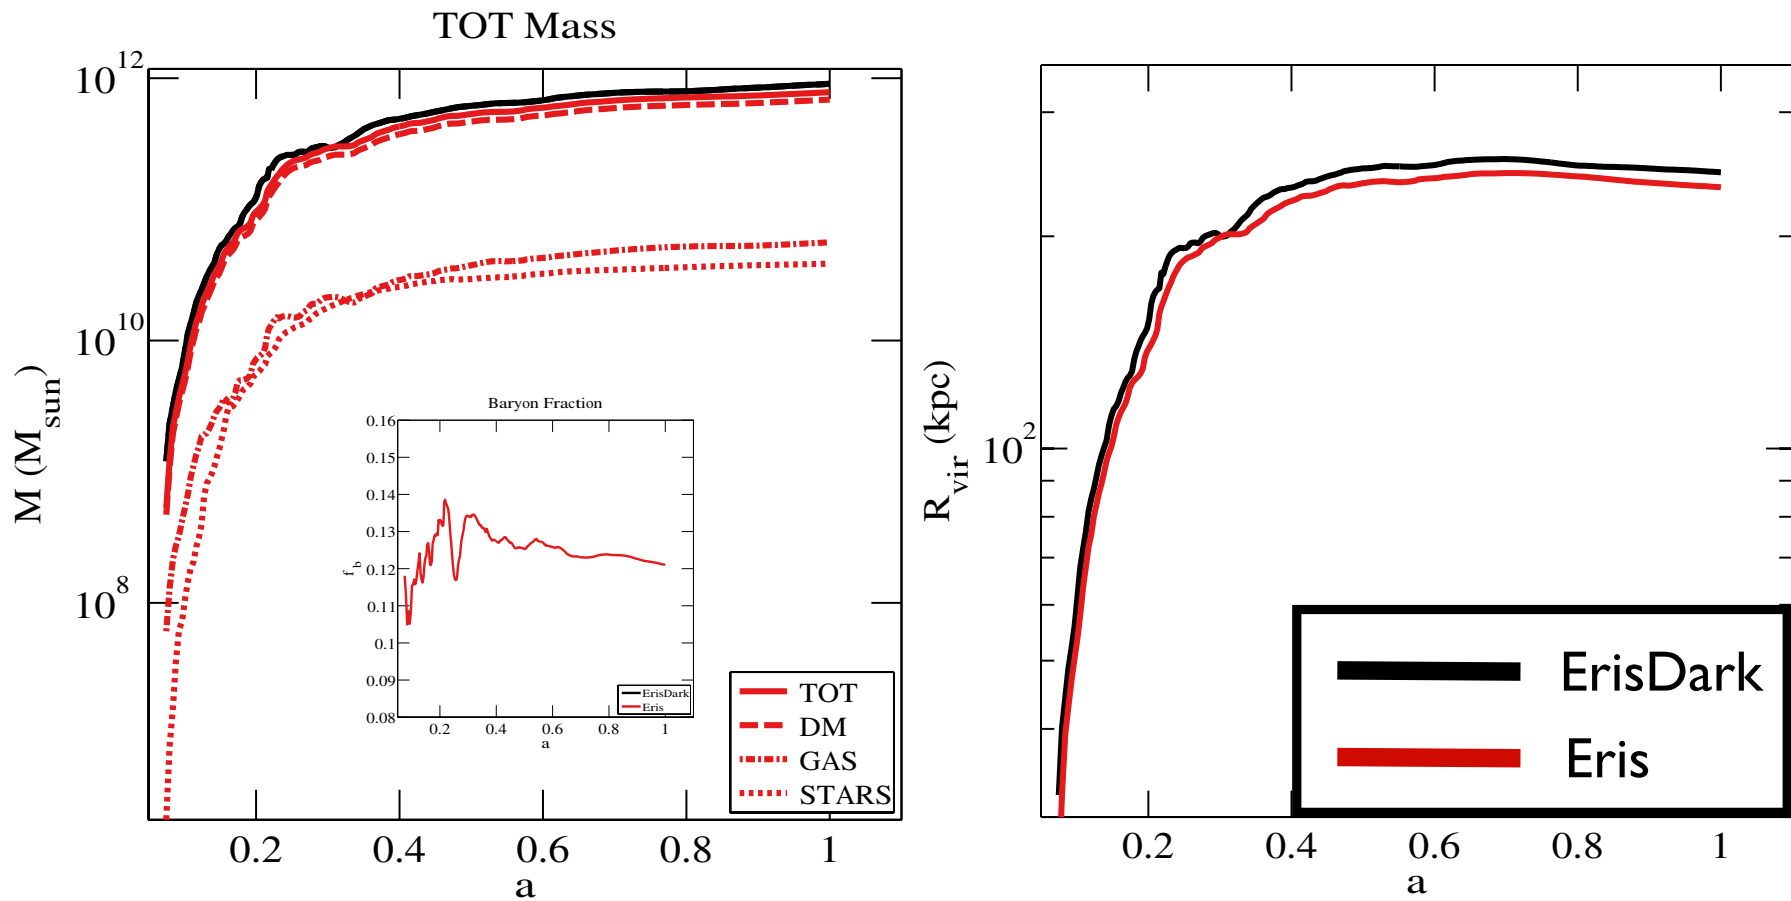 TOT Mass
10^12
10^10
10^8
M (M_sun)
0.2 0.4 0.6 0.8 1
a
Baryon Fraction
0.16
0.15
0.14
0.13
0.12
0.11
0.1
0.09
0.08
f_b
0.2 0.4 0.6 0.8 1
a
ErisDark
Eris
TOT
DM
GAS
STARS
R_vir (kpc)
10^2
0.2 0.4 0.6 0.8 1
a
ErisDark
Eris